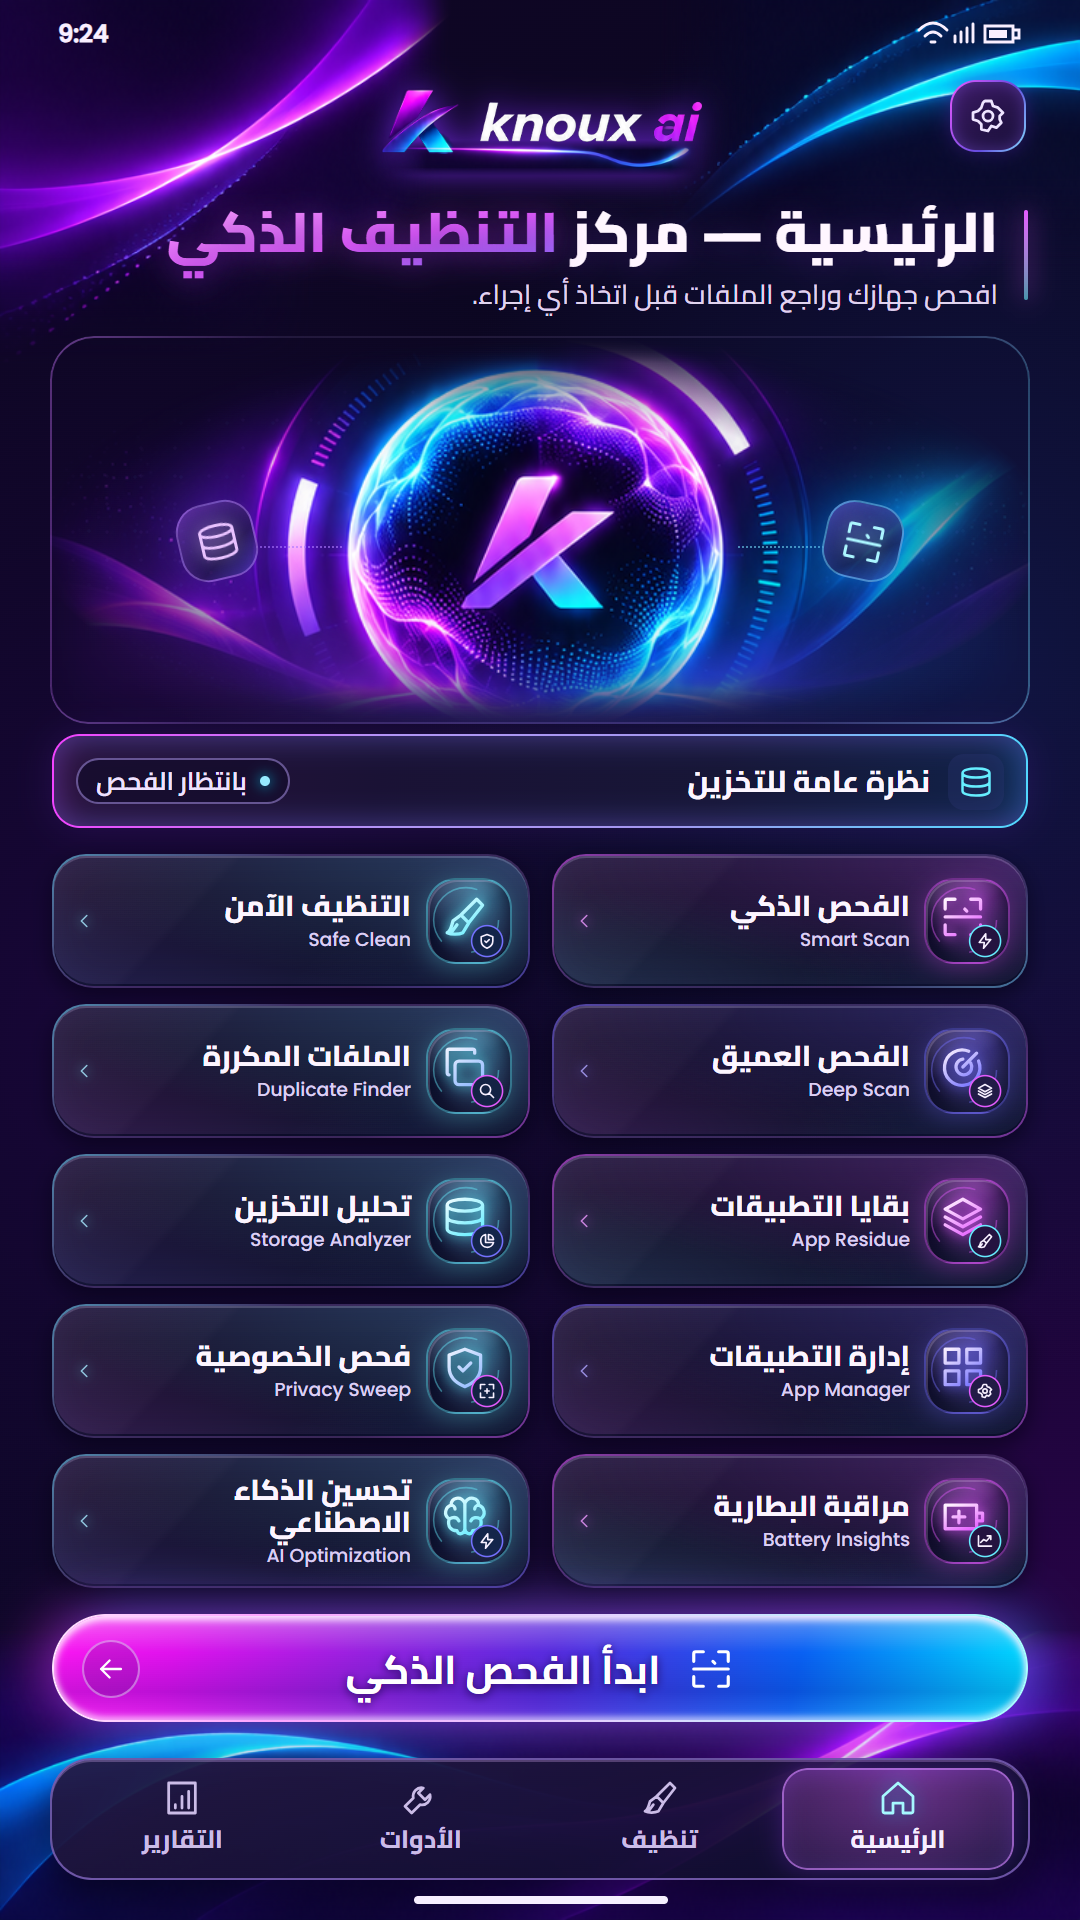 9:24
knoux ai
الرئيسية — مركز التنظيف الذكي
افحص جهازك وراجع الملفات قبل اتخاذ أي إجراء.
نظرة عامة للتخزين
بانتظار الفحص
الفحص الذكي
Smart Scan
التنظيف الآمن
Safe Clean
الفحص العميق
Deep Scan
الملفات المكررة
Duplicate Finder
بقايا التطبيقات
App Residue
تحليل التخزين
Storage Analyzer
إدارة التطبيقات
App Manager
فحص الخصوصية
Privacy Sweep
مراقبة البطارية
Battery Insights
تحسين الذكاء
الاصطناعي
AI Optimization
ابدأ الفحص الذكي
الرئيسية
تنظيف
الأدوات
التقارير